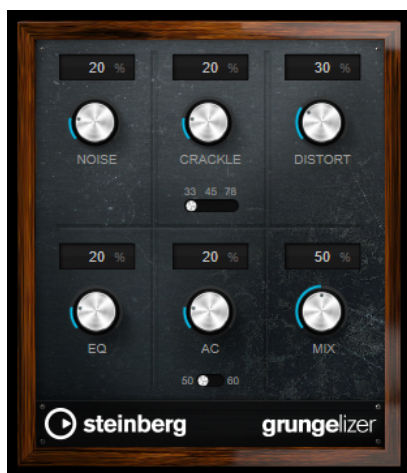 20 % 20 % 30 %
NOISE CRACKLE DISTORT
33 45 78
20 % 20 % 50 %
EQ AC MIX
50 60
steinberg grungelizer